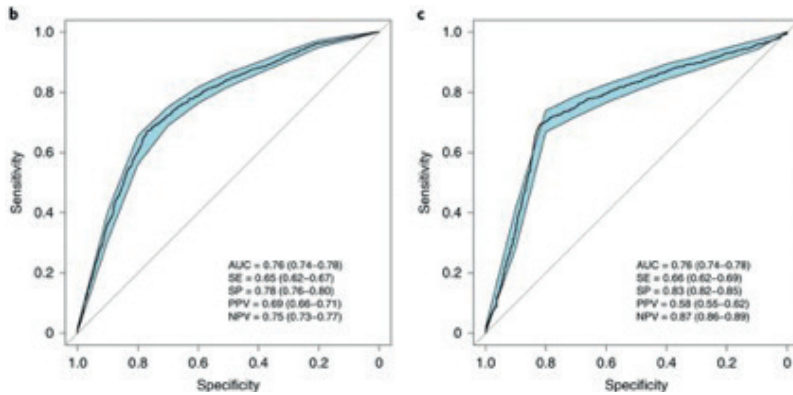 b
1.0
0.8
0.6
0.4
0.2
0
Sensitivity
AUC = 0.76 (0.74–0.78)
SE = 0.65 (0.62–0.67)
SP = 0.78 (0.76–0.80)
PPV = 0.69 (0.66–0.71)
NPV = 0.75 (0.73–0.77)
1.0 0.8 0.6 0.4 0.2 0
Specificity
c
1.0
0.8
0.6
0.4
0.2
0
Sensitivity
AUC = 0.76 (0.74–0.78)
SE = 0.66 (0.62–0.69)
SP = 0.83 (0.82–0.85)
PPV = 0.58 (0.55–0.62)
NPV = 0.87 (0.86–0.89)
1.0 0.8 0.6 0.4 0.2 0
Specificity